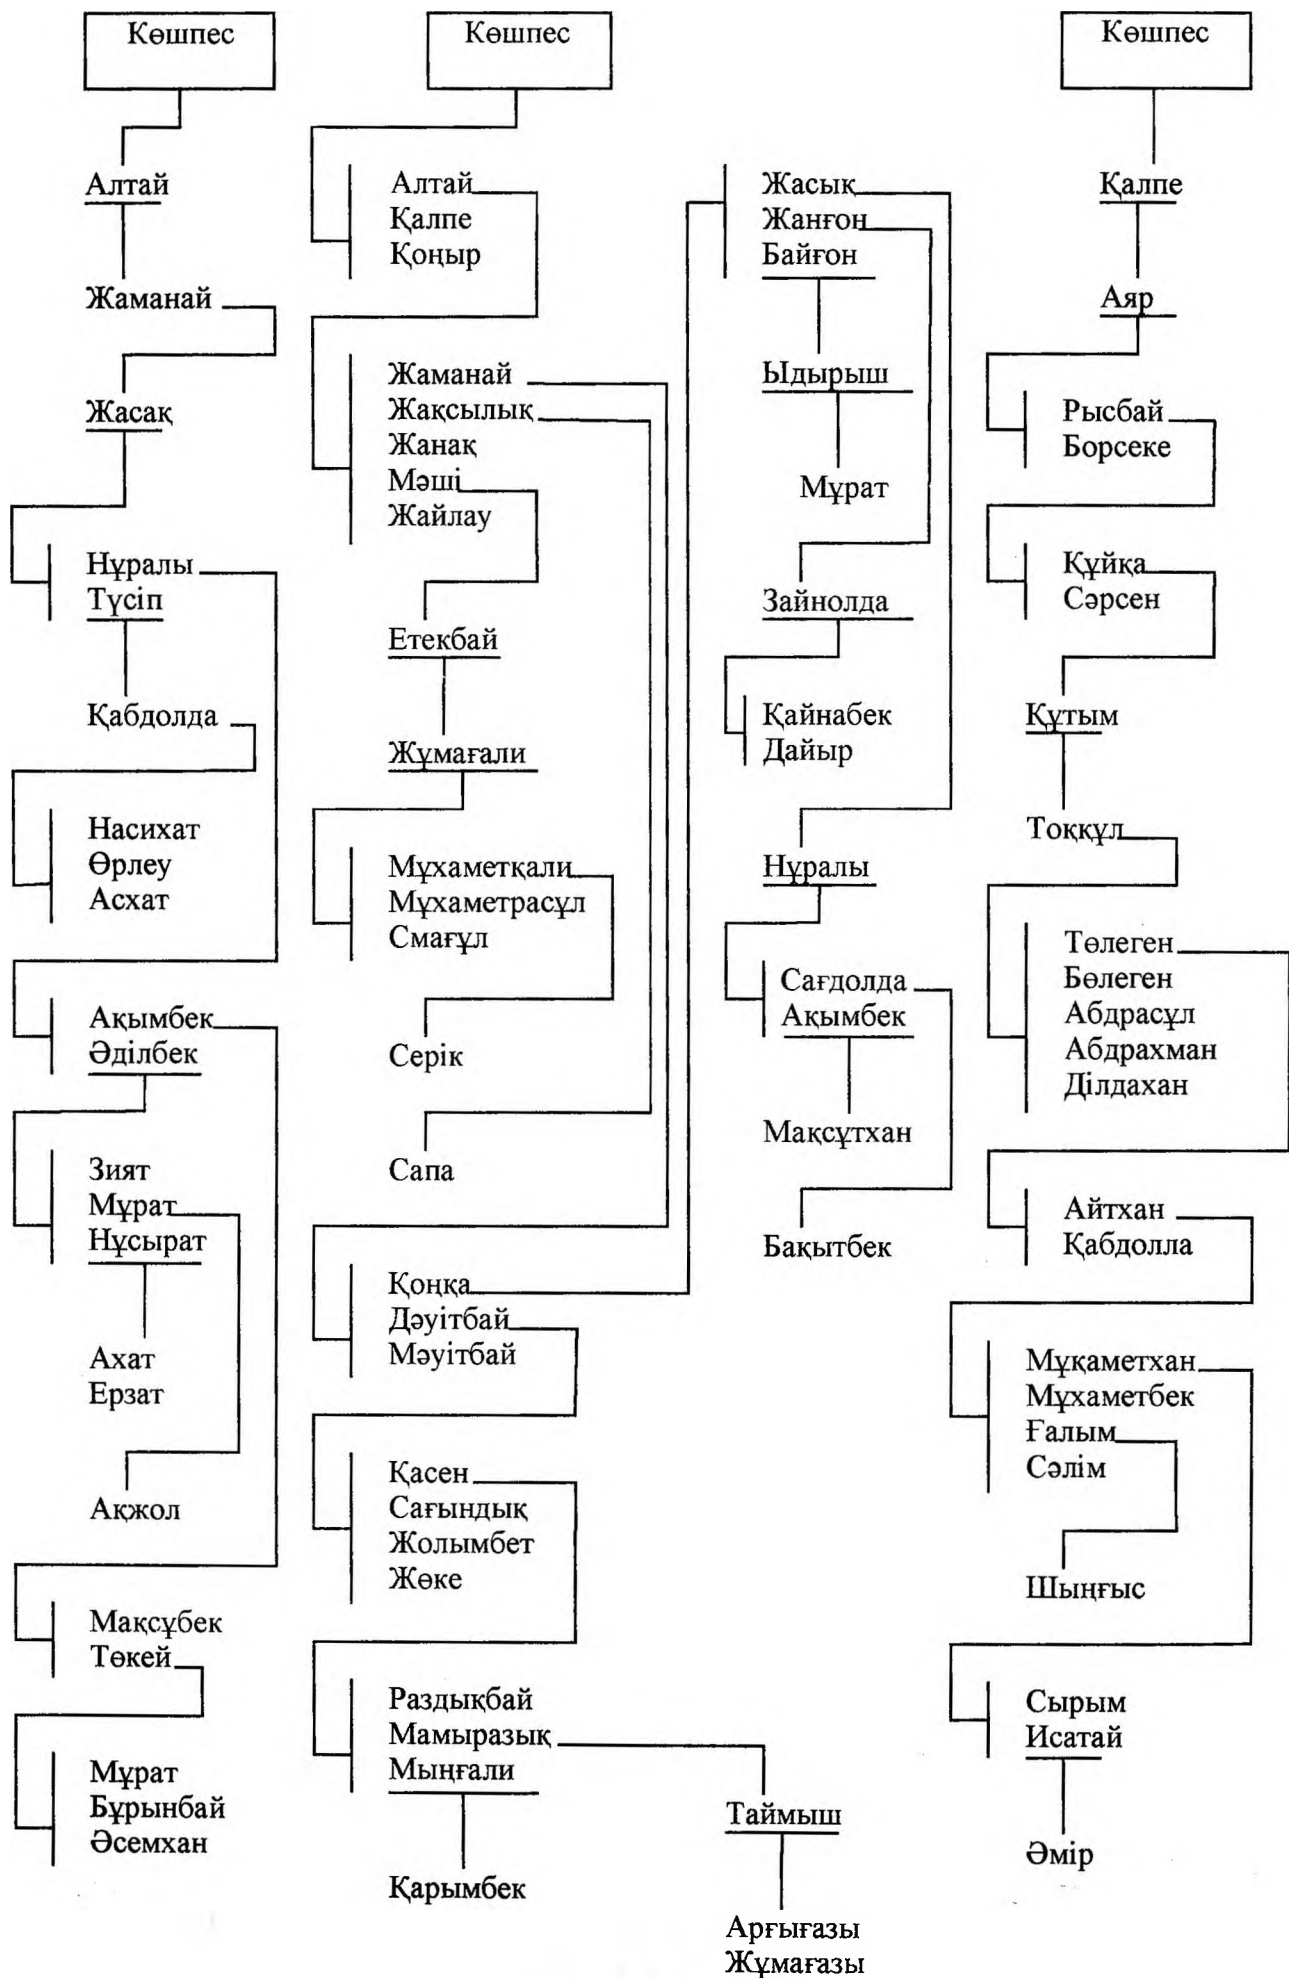 Көшпес
Алтай
Жаманай
Жасақ
Нұралы
Түсіп
Қабдолда
Насихат
Өрлеу
Асхат
Ақымбек
Әділбек
Зият
Мұрат
Нұсырат
Ахат
Ерзат
Ақжол
Мақсұбек
Төкей
Мұрат
Бұрынбай
Әсемхан
Көшпес
Алтай
Қалпе
Қоңыр
Жаманай
Жақсылық
Жанақ
Мәші
Жайлау
Етекбай
Жұмағали
Мұхаметқали
Мұхаметрасұл
Смағұл
Серік
Сапа
Қоңқа
Дәуітбай
Мәуітбай
Қасен
Сағындық
Жолымбет
Жөке
Раздықбай
Мамыразық
Мыңғали
Қарымбек
Жасық
Жанғон
Байғон
Ыдырыш
Мұрат
Зайнолда
Қайнабек
Дайыр
Нұралы
Сағдолда
Ақымбек
Мақсұтхан
Бақытбек
Таймыш
Арғығазы
Жұмағазы
Көшпес
Қалпе
Аяр
Рысбай
Борсеке
Құйқа
Сәрсен
Құтым
Тоққұл
Төлеген
Бөлеген
Абдрасұл
Абдрахман
Ділдахан
Айтхан
Қабдолла
Мұқаметхан
Мұхаметбек
Ғалым
Сәлім
Шыңғыс
Сырым
Исатай
Әмір